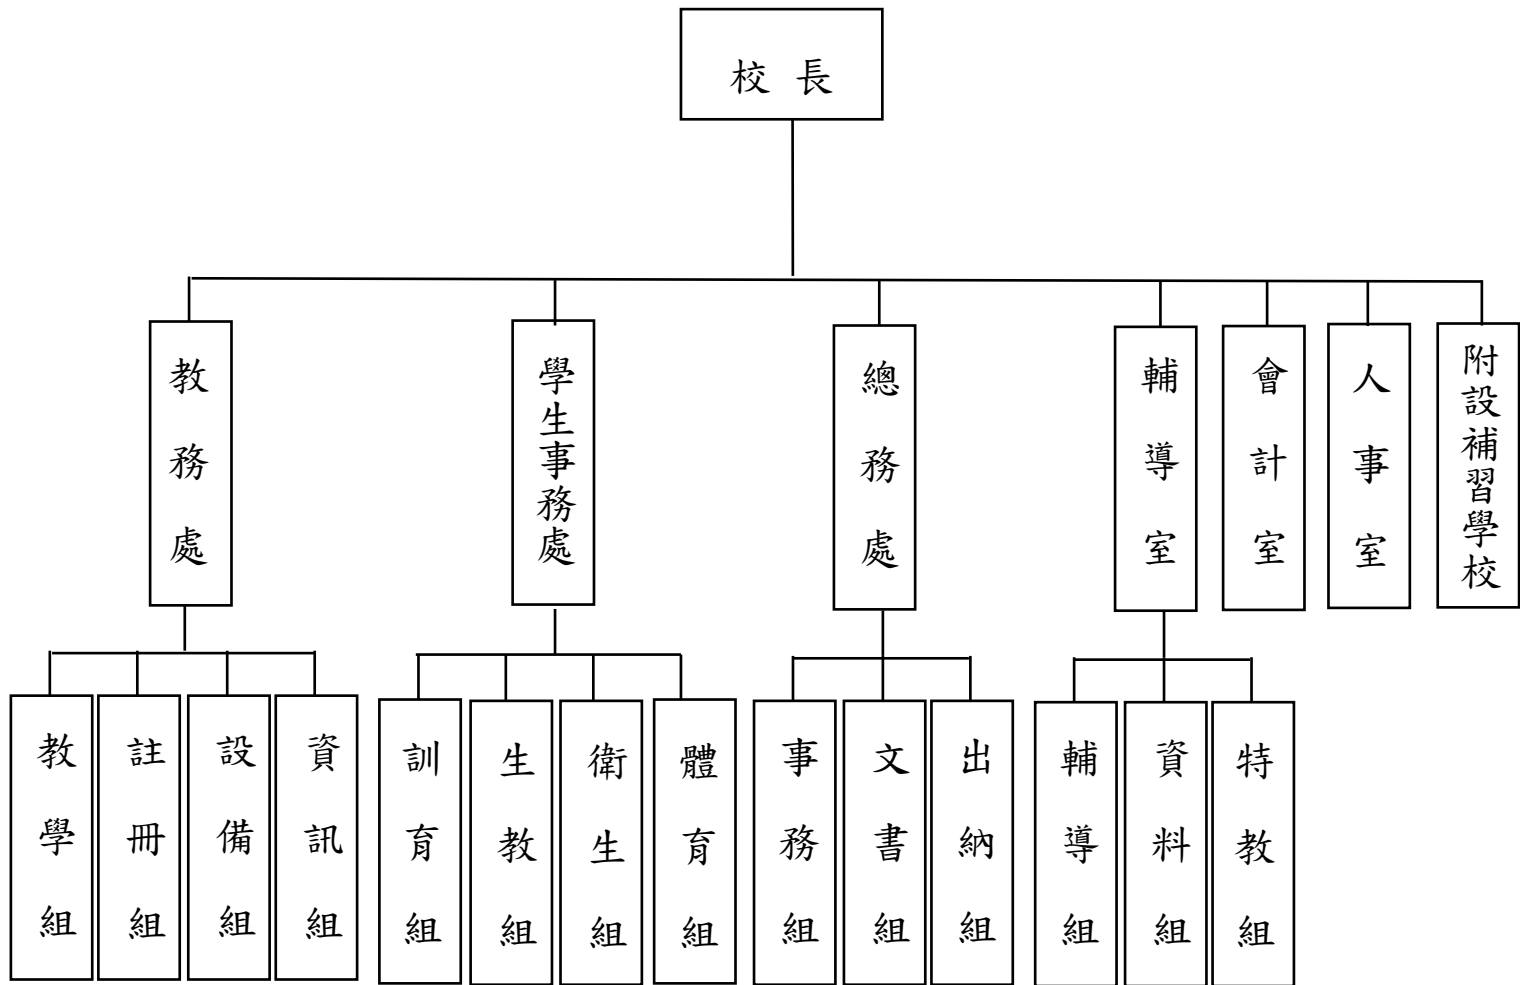 校長
教務處
學生事務處
總務處
輔導室
會計室
人事室
附設補習學校
教學組
註冊組
設備組
資訊組
訓育組
生教組
衛生組
體育組
事務組
文書組
出納組
輔導組
資料組
特教組